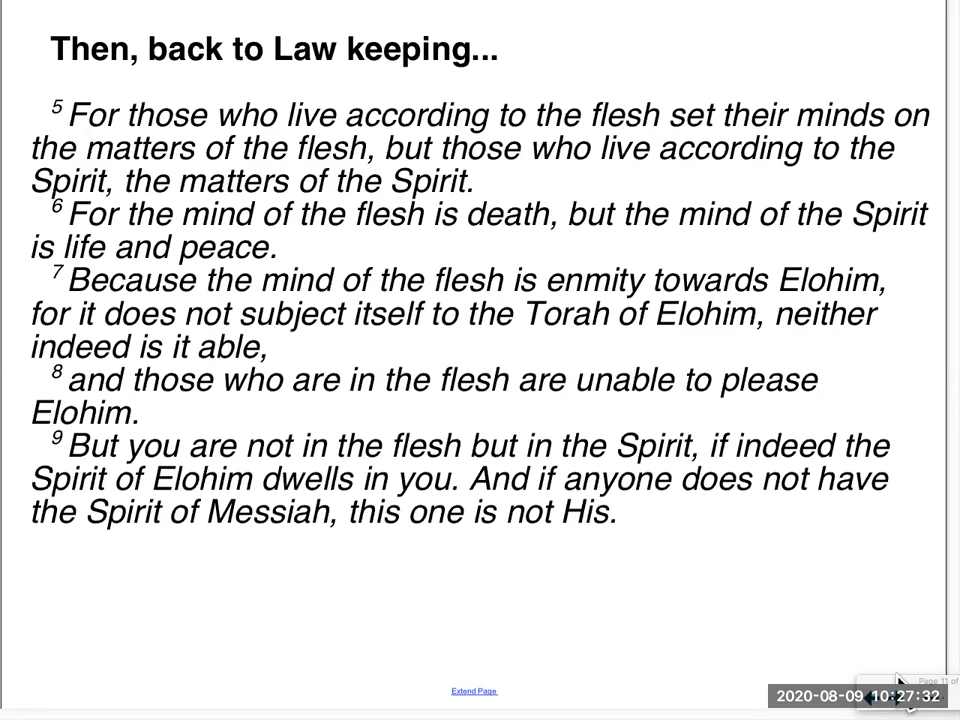 Then, back to Law keeping...
5 For those who live according to the flesh set their minds on
the matters of the flesh, but those who live according to the
Spirit, the matters of the Spirit.
6 For the mind of the flesh is death, but the mind of the Spirit
is life and peace.
7 Because the mind of the flesh is enmity towards Elohim,
for it does not subject itself to the Torah of Elohim, neither
indeed is it able,
8 and those who are in the flesh are unable to please
Elohim.
9 But you are not in the flesh but in the Spirit, if indeed the
Spirit of Elohim dwells in you. And if anyone does not have
the Spirit of Messiah, this one is not His.
Extend Page
Page 11 of
2020-08-09 10:27:32